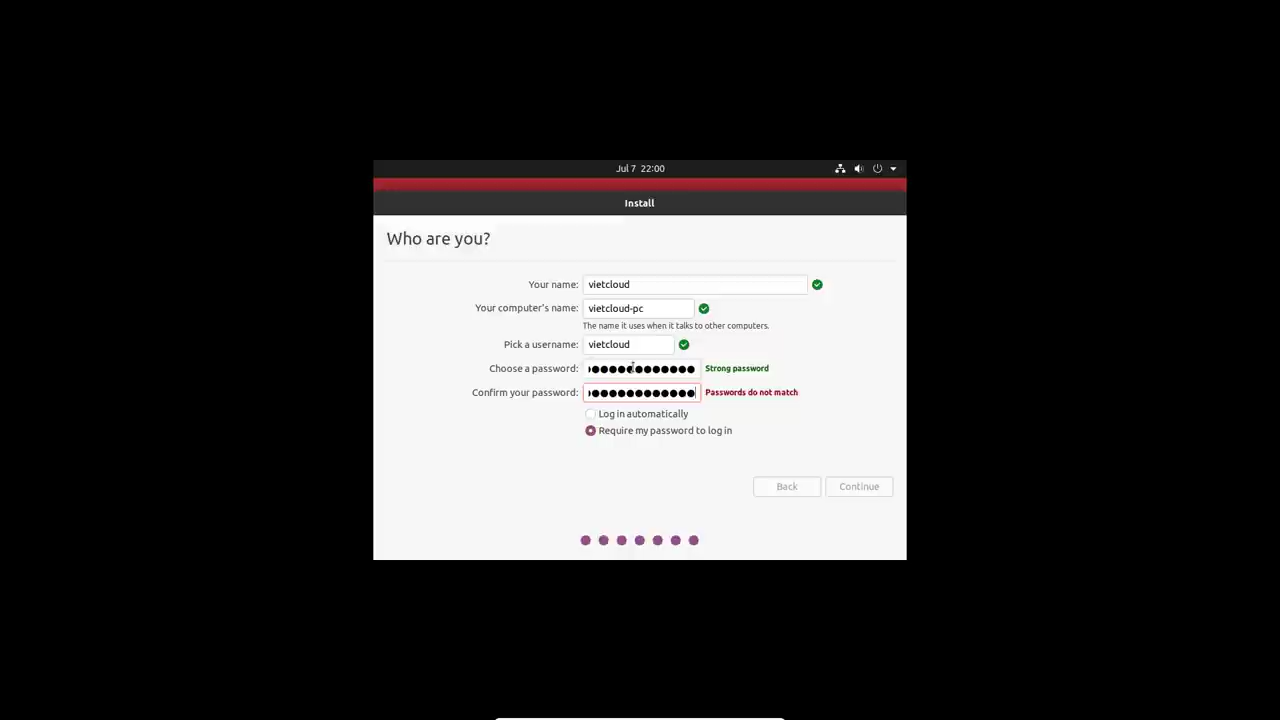 Jul 7 22:00
Install
Who are you?
Your name: vietcloud
Your computer's name: vietcloud-pc
The name it uses when it talks to other computers.
Pick a username: vietcloud
Choose a password: Strong password
Confirm your password: Passwords do not match
Log in automatically
Require my password to log in
Back Continue